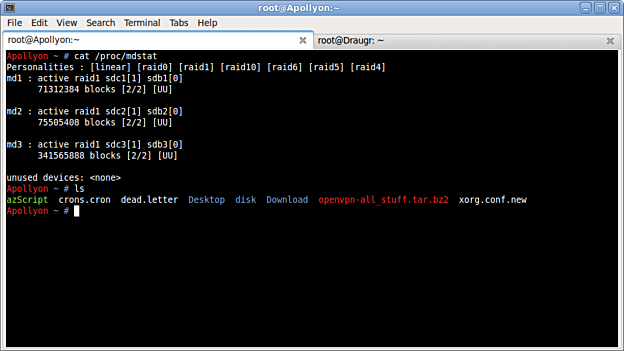 root@Apollyon:~
File Edit View Search Terminal Tabs Help
root@Apollyon:~ root@Draugr: ~
Apollyon ~ # cat /proc/mdstat
Personalities : [linear] [raid0] [raid1] [raid10] [raid6] [raid5] [raid4]
md1 : active raid1 sdc1[1] sdb1[0]
71312384 blocks [2/2] [UU]
md2 : active raid1 sdc2[1] sdb2[0]
75505408 blocks [2/2] [UU]
md3 : active raid1 sdc3[1] sdb3[0]
341565888 blocks [2/2] [UU]
unused devices: <none>
Apollyon ~ # ls
azScript crons.cron dead.letter Desktop disk Download openvpn-all_stuff.tar.bz2 xorg.conf.new
Apollyon ~ #